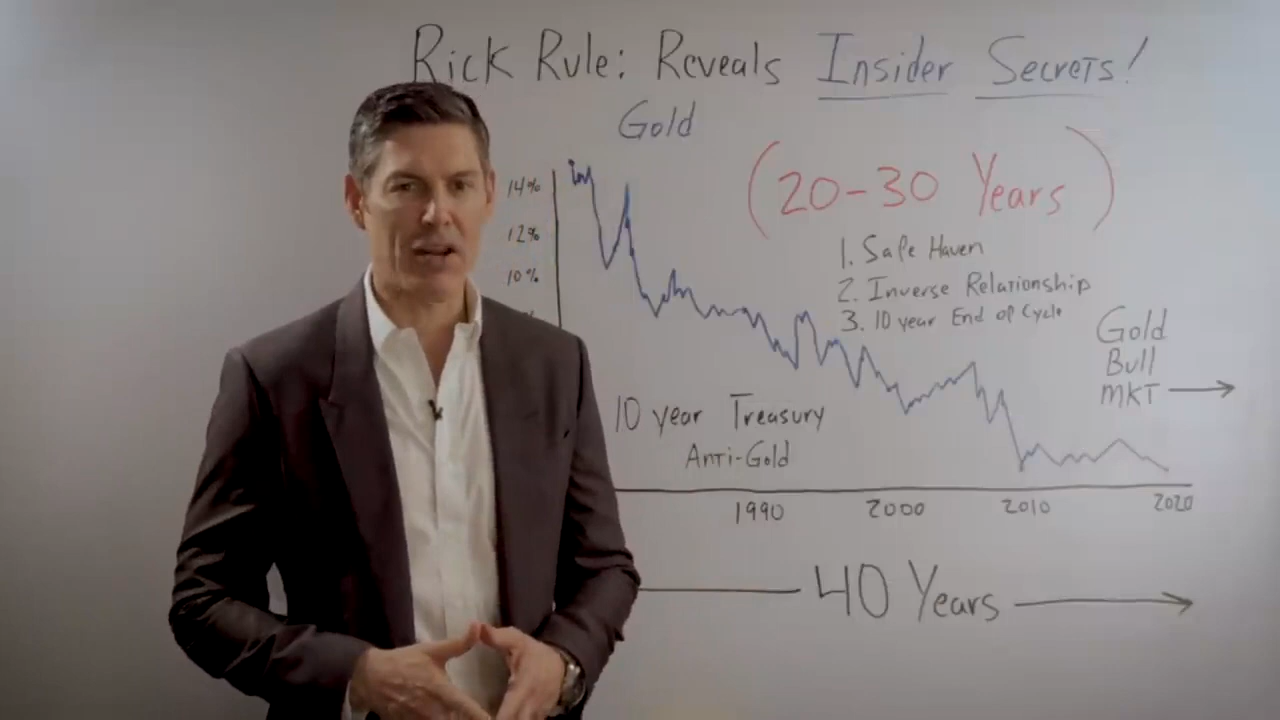 Rick Rule: Reveals Insider Secrets!
Gold
(20-30 Years)
14%
12%
10%
1. Safe Haven
2. Inverse Relationship
3. 10 year End of Cycle
Gold
Bull
MKT
10 year Treasury
Anti-Gold
1990 2000 2010 2020
40 Years